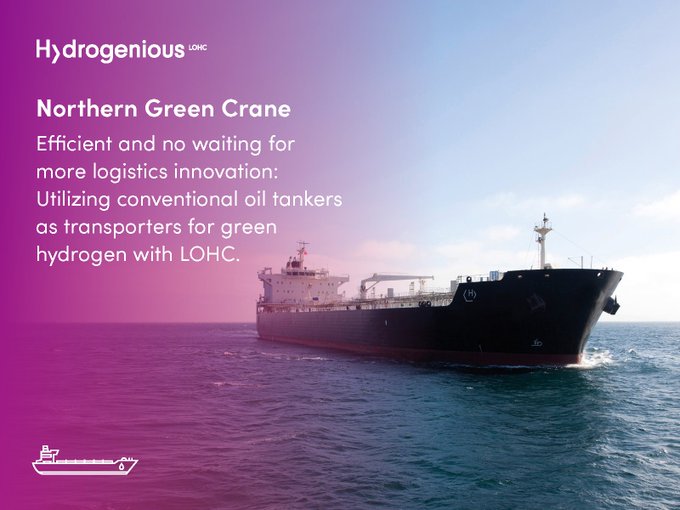 Hydrogenious LOHC
Northern Green Crane
Efficient and no waiting for
more logistics innovation:
Utilizing conventional oil tankers
as transporters for green
hydrogen with LOHC.
H